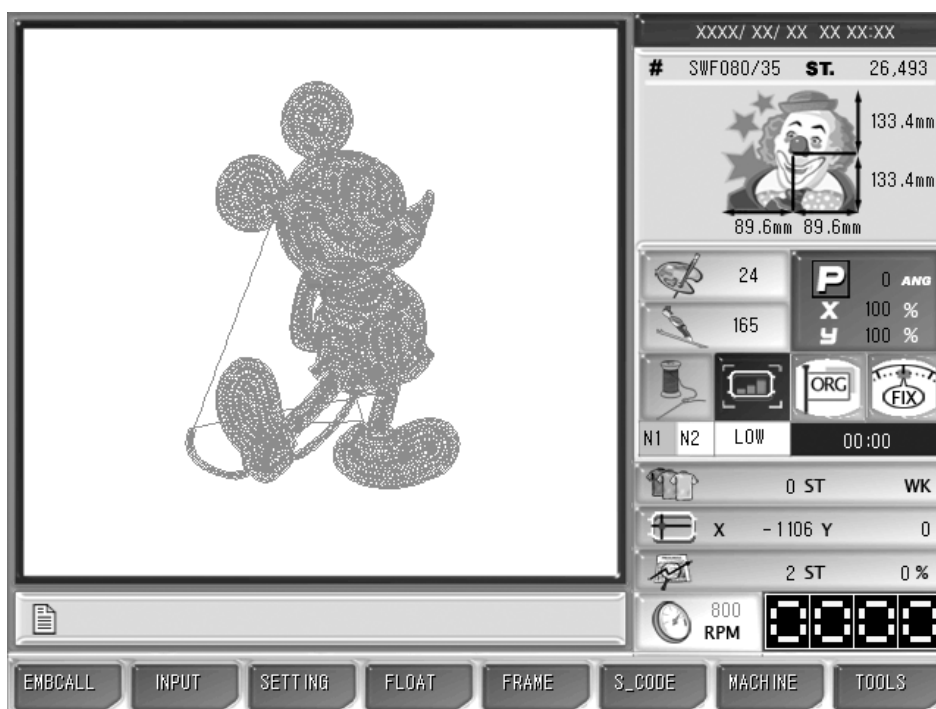 XXXX/ XX/ XX XX XX:XX
# SWF080/35 ST. 26,493
133.4mm
133.4mm
89.6mm 89.6mm
24
P 0 ANG
X 100 %
165
y 100 %
ORG
FIX
N1 N2 LOW 00:00
0 ST WK
X -1106 Y 0
2 ST 0 %
800
RPM
EMBCALL INPUT SETTING FLOAT FRAME S_CODE MACHINE TOOLS